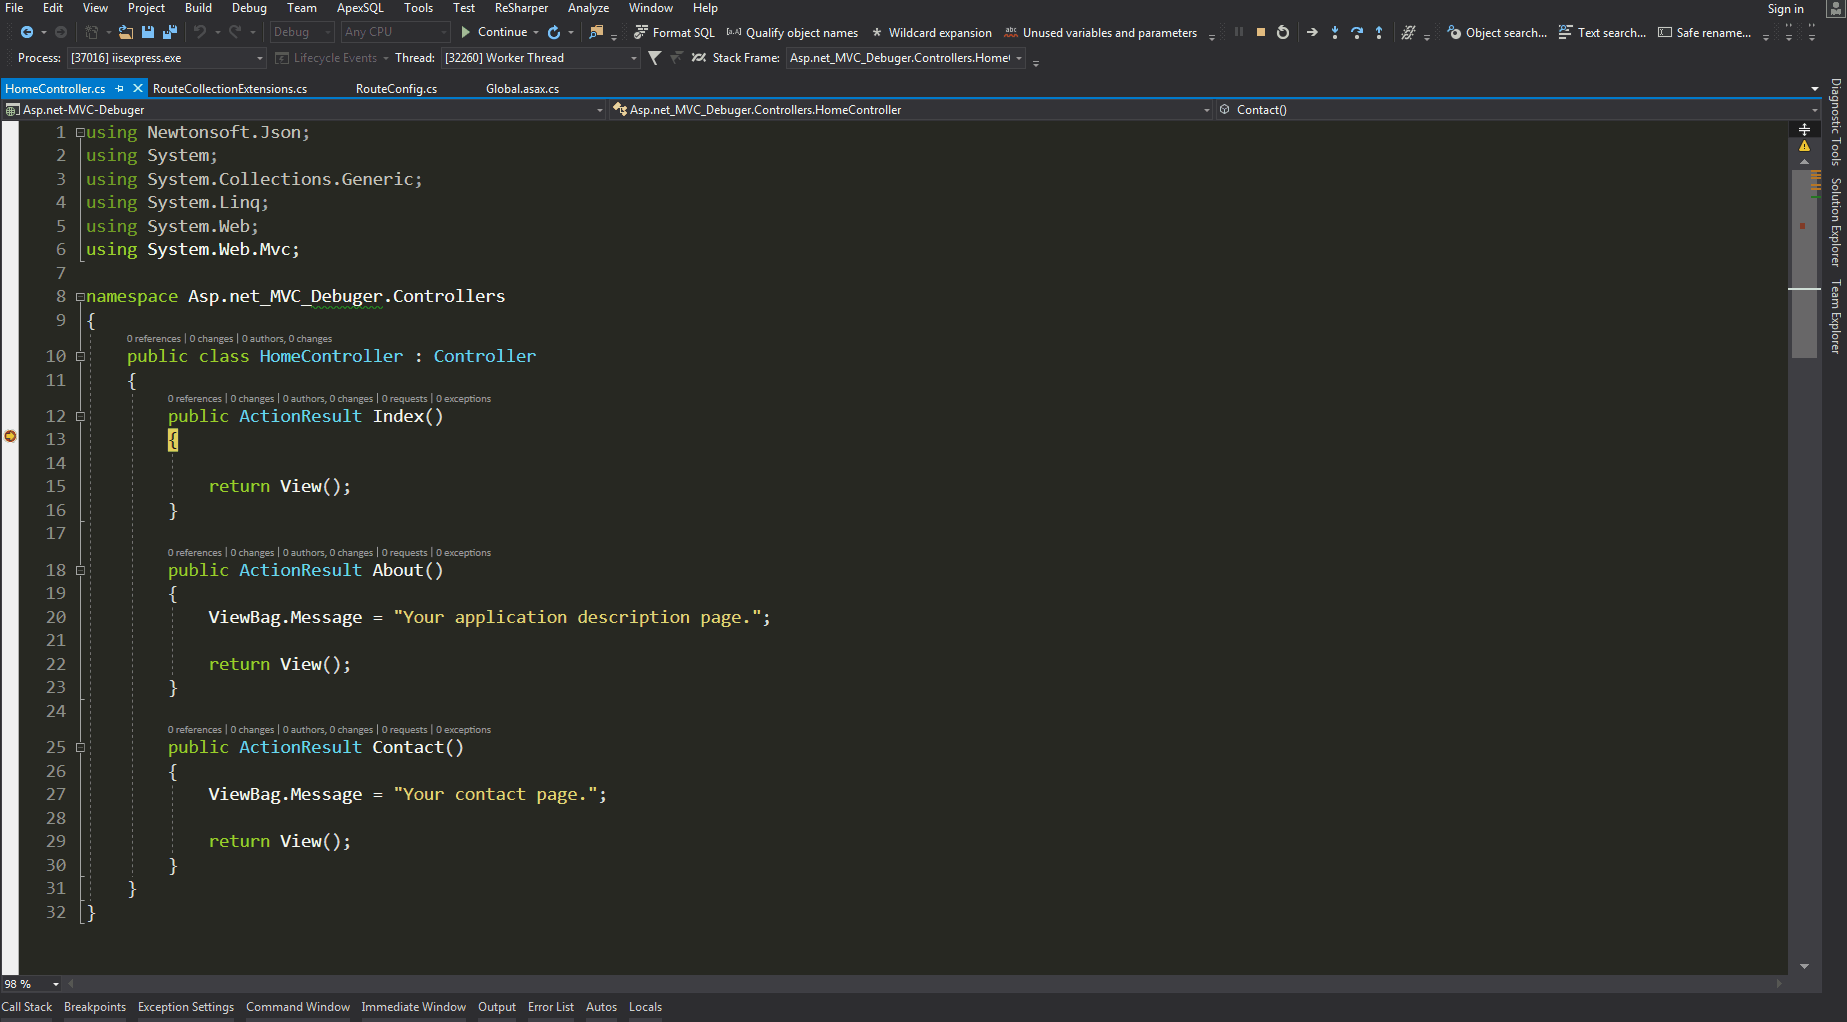 File Edit View Project Build Debug Team ApexSQL Tools Test ReSharper Analyze Window Help Sign in
Debug Any CPU Continue Format SQL Qualify object names Wildcard expansion Unused variables and parameters Object search... Text search... Safe rename...
Process: [37016] iisexpress.exe Lifecycle Events Thread: [32260] Worker Thread Stack Frame: Asp.net_MVC_Debuger.Controllers.Home
HomeController.cs RouteCollectionExtensions.cs RouteConfig.cs Global.asax.cs
Asp.net-MVC-Debuger Asp.net_MVC_Debuger.Controllers.HomeController Contact()
1 using Newtonsoft.Json;
2 using System;
3 using System.Collections.Generic;
4 using System.Linq;
5 using System.Web;
6 using System.Web.Mvc;
7
8 namespace Asp.net_MVC_Debuger.Controllers
9 {
0 references | 0 changes | 0 authors, 0 changes
10 public class HomeController : Controller
11 {
0 references | 0 changes | 0 authors, 0 changes | 0 requests | 0 exceptions
12 public ActionResult Index()
13 {
14
15 return View();
16 }
17
0 references | 0 changes | 0 authors, 0 changes | 0 requests | 0 exceptions
18 public ActionResult About()
19 {
20 ViewBag.Message = "Your application description page.";
21
22 return View();
23 }
24
0 references | 0 changes | 0 authors, 0 changes | 0 requests | 0 exceptions
25 public ActionResult Contact()
26 {
27 ViewBag.Message = "Your contact page.";
28
29 return View();
30 }
31 }
32 }
98 %
Call Stack Breakpoints Exception Settings Command Window Immediate Window Output Error List Autos Locals
Diagnostic Tools
Solution Explorer
Team Explorer